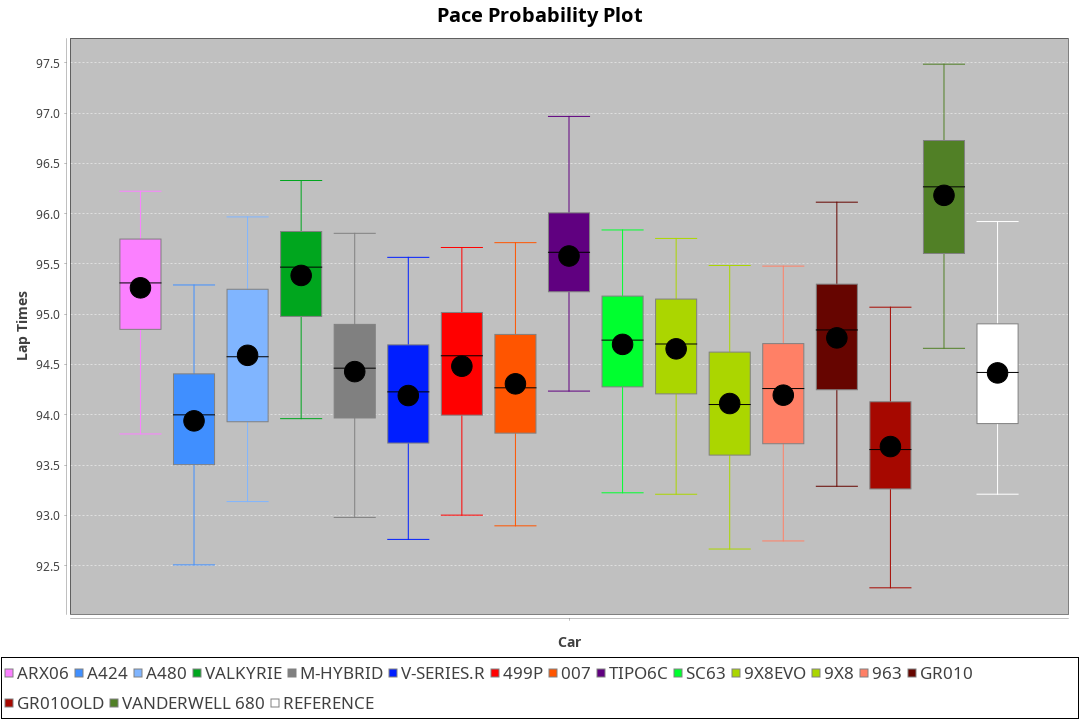 Pace Probability Plot
97.5
97.0
96.5
96.0
95.5
95.0
94.5
94.0
93.5
93.0
92.5
Lap Times
Car
ARX06 A424 A480 VALKYRIE M-HYBRID V-SERIES.R 499P 007 TIPO6C SC63 9X8EVO 9X8 963 GR010
GR010OLD VANDERWELL 680 REFERENCE